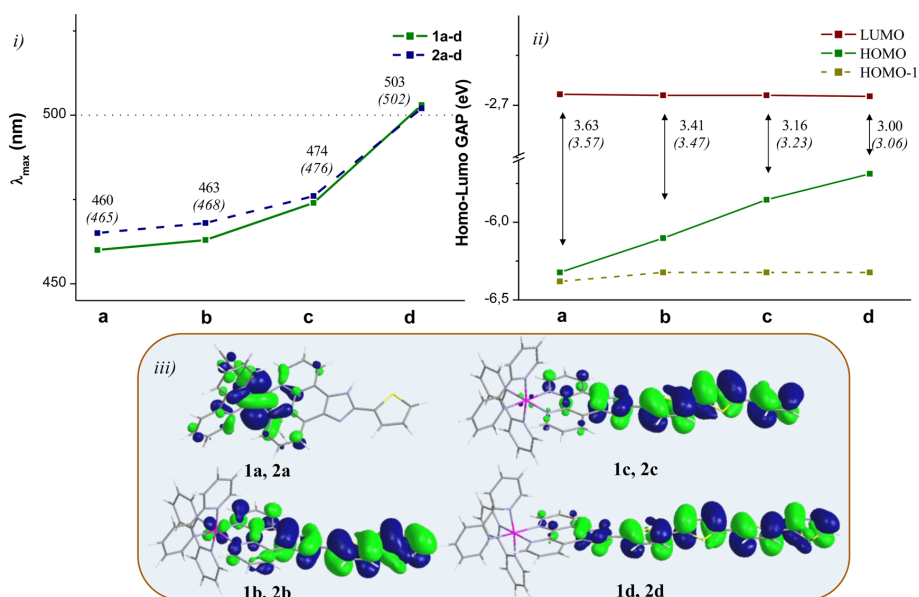 i)
1a-d
2a-d
λmax (nm)
500
450
460
(465)
463
(468)
474
(476)
503
(502)
a b c d
ii)
LUMO
HOMO
HOMO-1
Homo-Lumo GAP (eV)
-2,7
-6,0
-6,5
3.63
(3.57)
3.41
(3.47)
3.16
(3.23)
3.00
(3.06)
a b c d
iii)
1a, 2a
1c, 2c
1b, 2b
1d, 2d